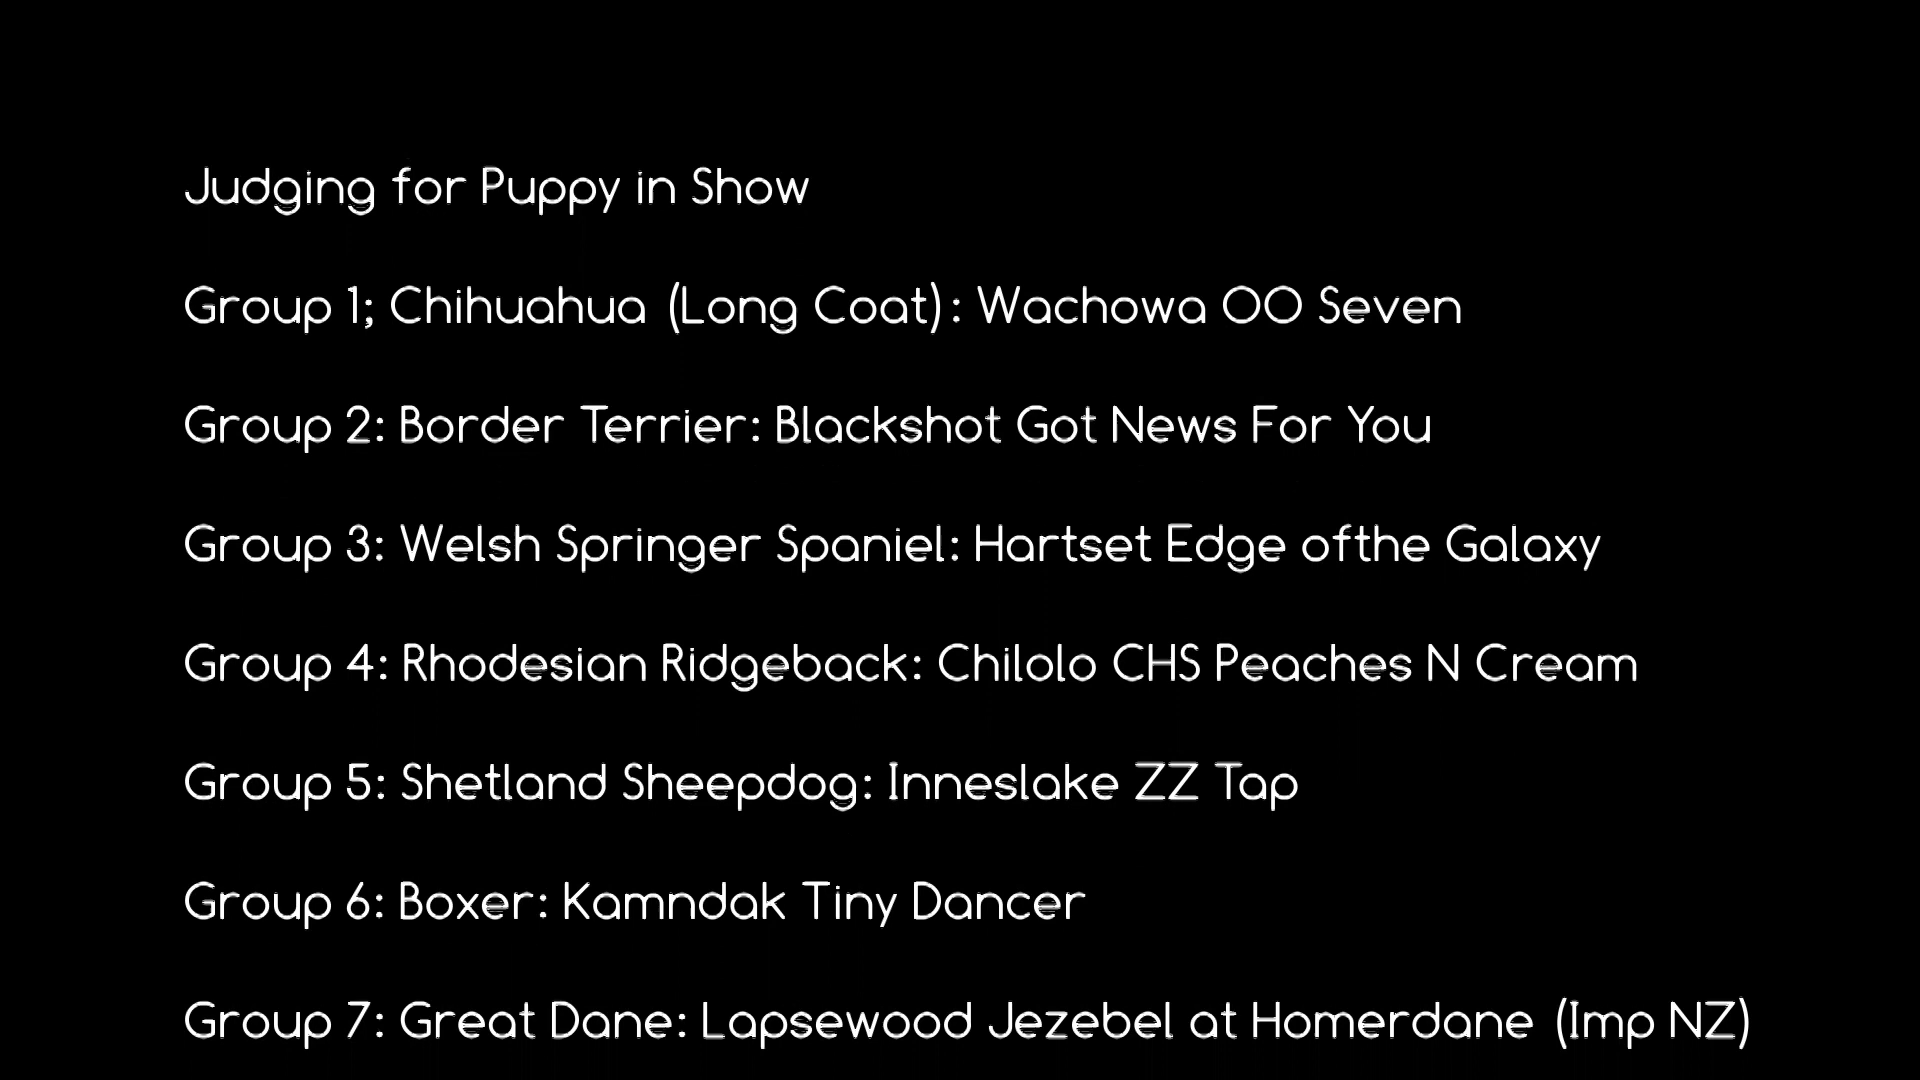 Judging for Puppy in Show
Group 1; Chihuahua (Long Coat): Wachowa OO Seven
Group 2: Border Terrier: Blackshot Got News For You
Group 3: Welsh Springer Spaniel: Hartset Edge ofthe Galaxy
Group 4: Rhodesian Ridgeback: Chilolo CHS Peaches N Cream
Group 5: Shetland Sheepdog: Inneslake ZZ Tap
Group 6: Boxer: Kamndak Tiny Dancer
Group 7: Great Dane: Lapsewood Jezebel at Homerdane (Imp NZ)